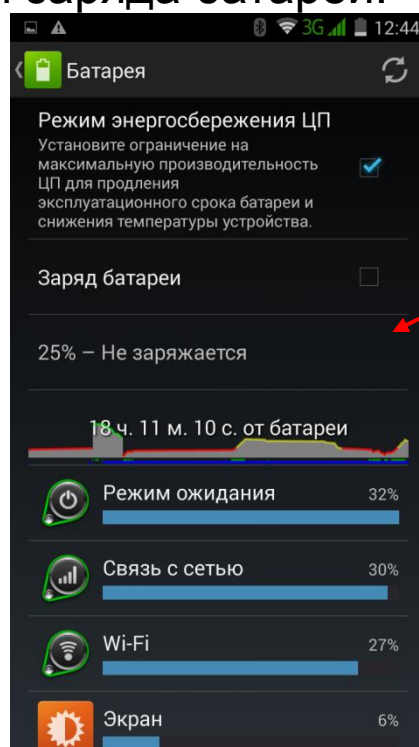 заряда батареи.
3G 12:44
Батарея
Режим энергосбережения ЦП
Установите ограничение на
максимальную производительность
ЦП для продления
эксплуатационного срока батареи и
снижения температуры устройства.
Заряд батареи
25% – Не заряжается
18 ч. 11 м. 10 с. от батареи
Режим ожидания 32%
Связь с сетью 30%
Wi-Fi 27%
Экран 6%